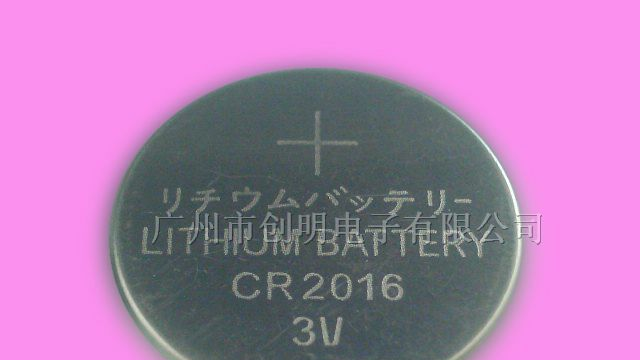 +
リチウムバッテリー
广州市创明电子有限公司
LITHIUM BATTERY
CR2016
3V